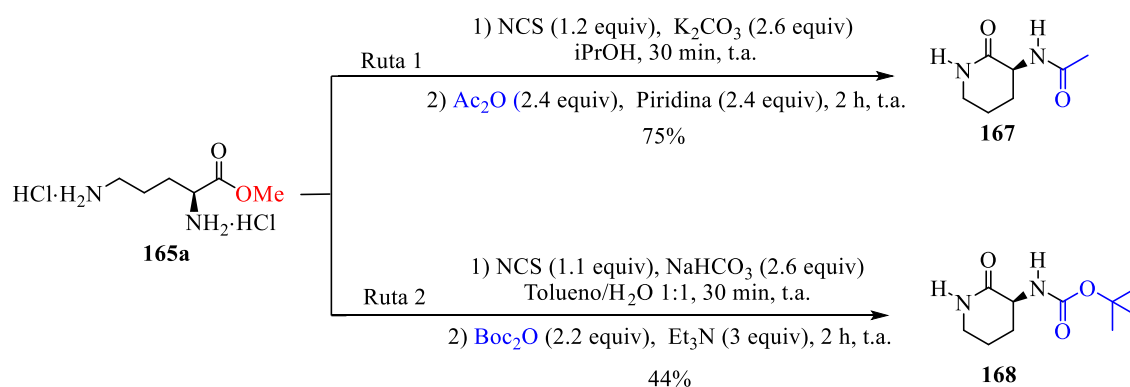 1) NCS (1.2 equiv), K₂CO₃ (2.6 equiv)
iPrOH, 30 min, t.a.
Ruta 1
2) Ac₂O (2.4 equiv), Piridina (2.4 equiv), 2 h, t.a.
75%
H
N
O
H
N
O
167
HCl·H₂N
O
OMe
NH₂·HCl
165a
1) NCS (1.1 equiv), NaHCO₃ (2.6 equiv)
Tolueno/H₂O 1:1, 30 min, t.a.
Ruta 2
2) Boc₂O (2.2 equiv), Et₃N (3 equiv), 2 h, t.a.
44%
H
N
O
H
N
O
O
168